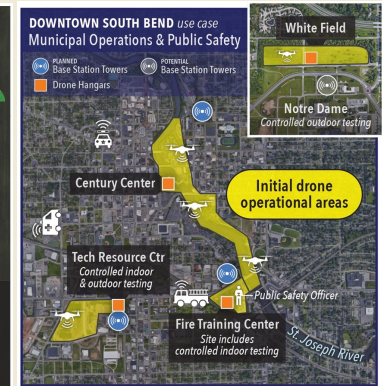 DOWNTOWN SOUTH BEND use case
Municipal Operations & Public Safety
PLANNED
Base Station Towers
POTENTIAL
Base Station Towers
Drone Hangars
White Field
Notre Dame
Controlled outdoor testing
Century Center
Initial drone
operational areas
Tech Resource Ctr
Controlled indoor
& outdoor testing
Public Safety Officer
Fire Training Center
Site includes
controlled indoor testing
St. Joseph River